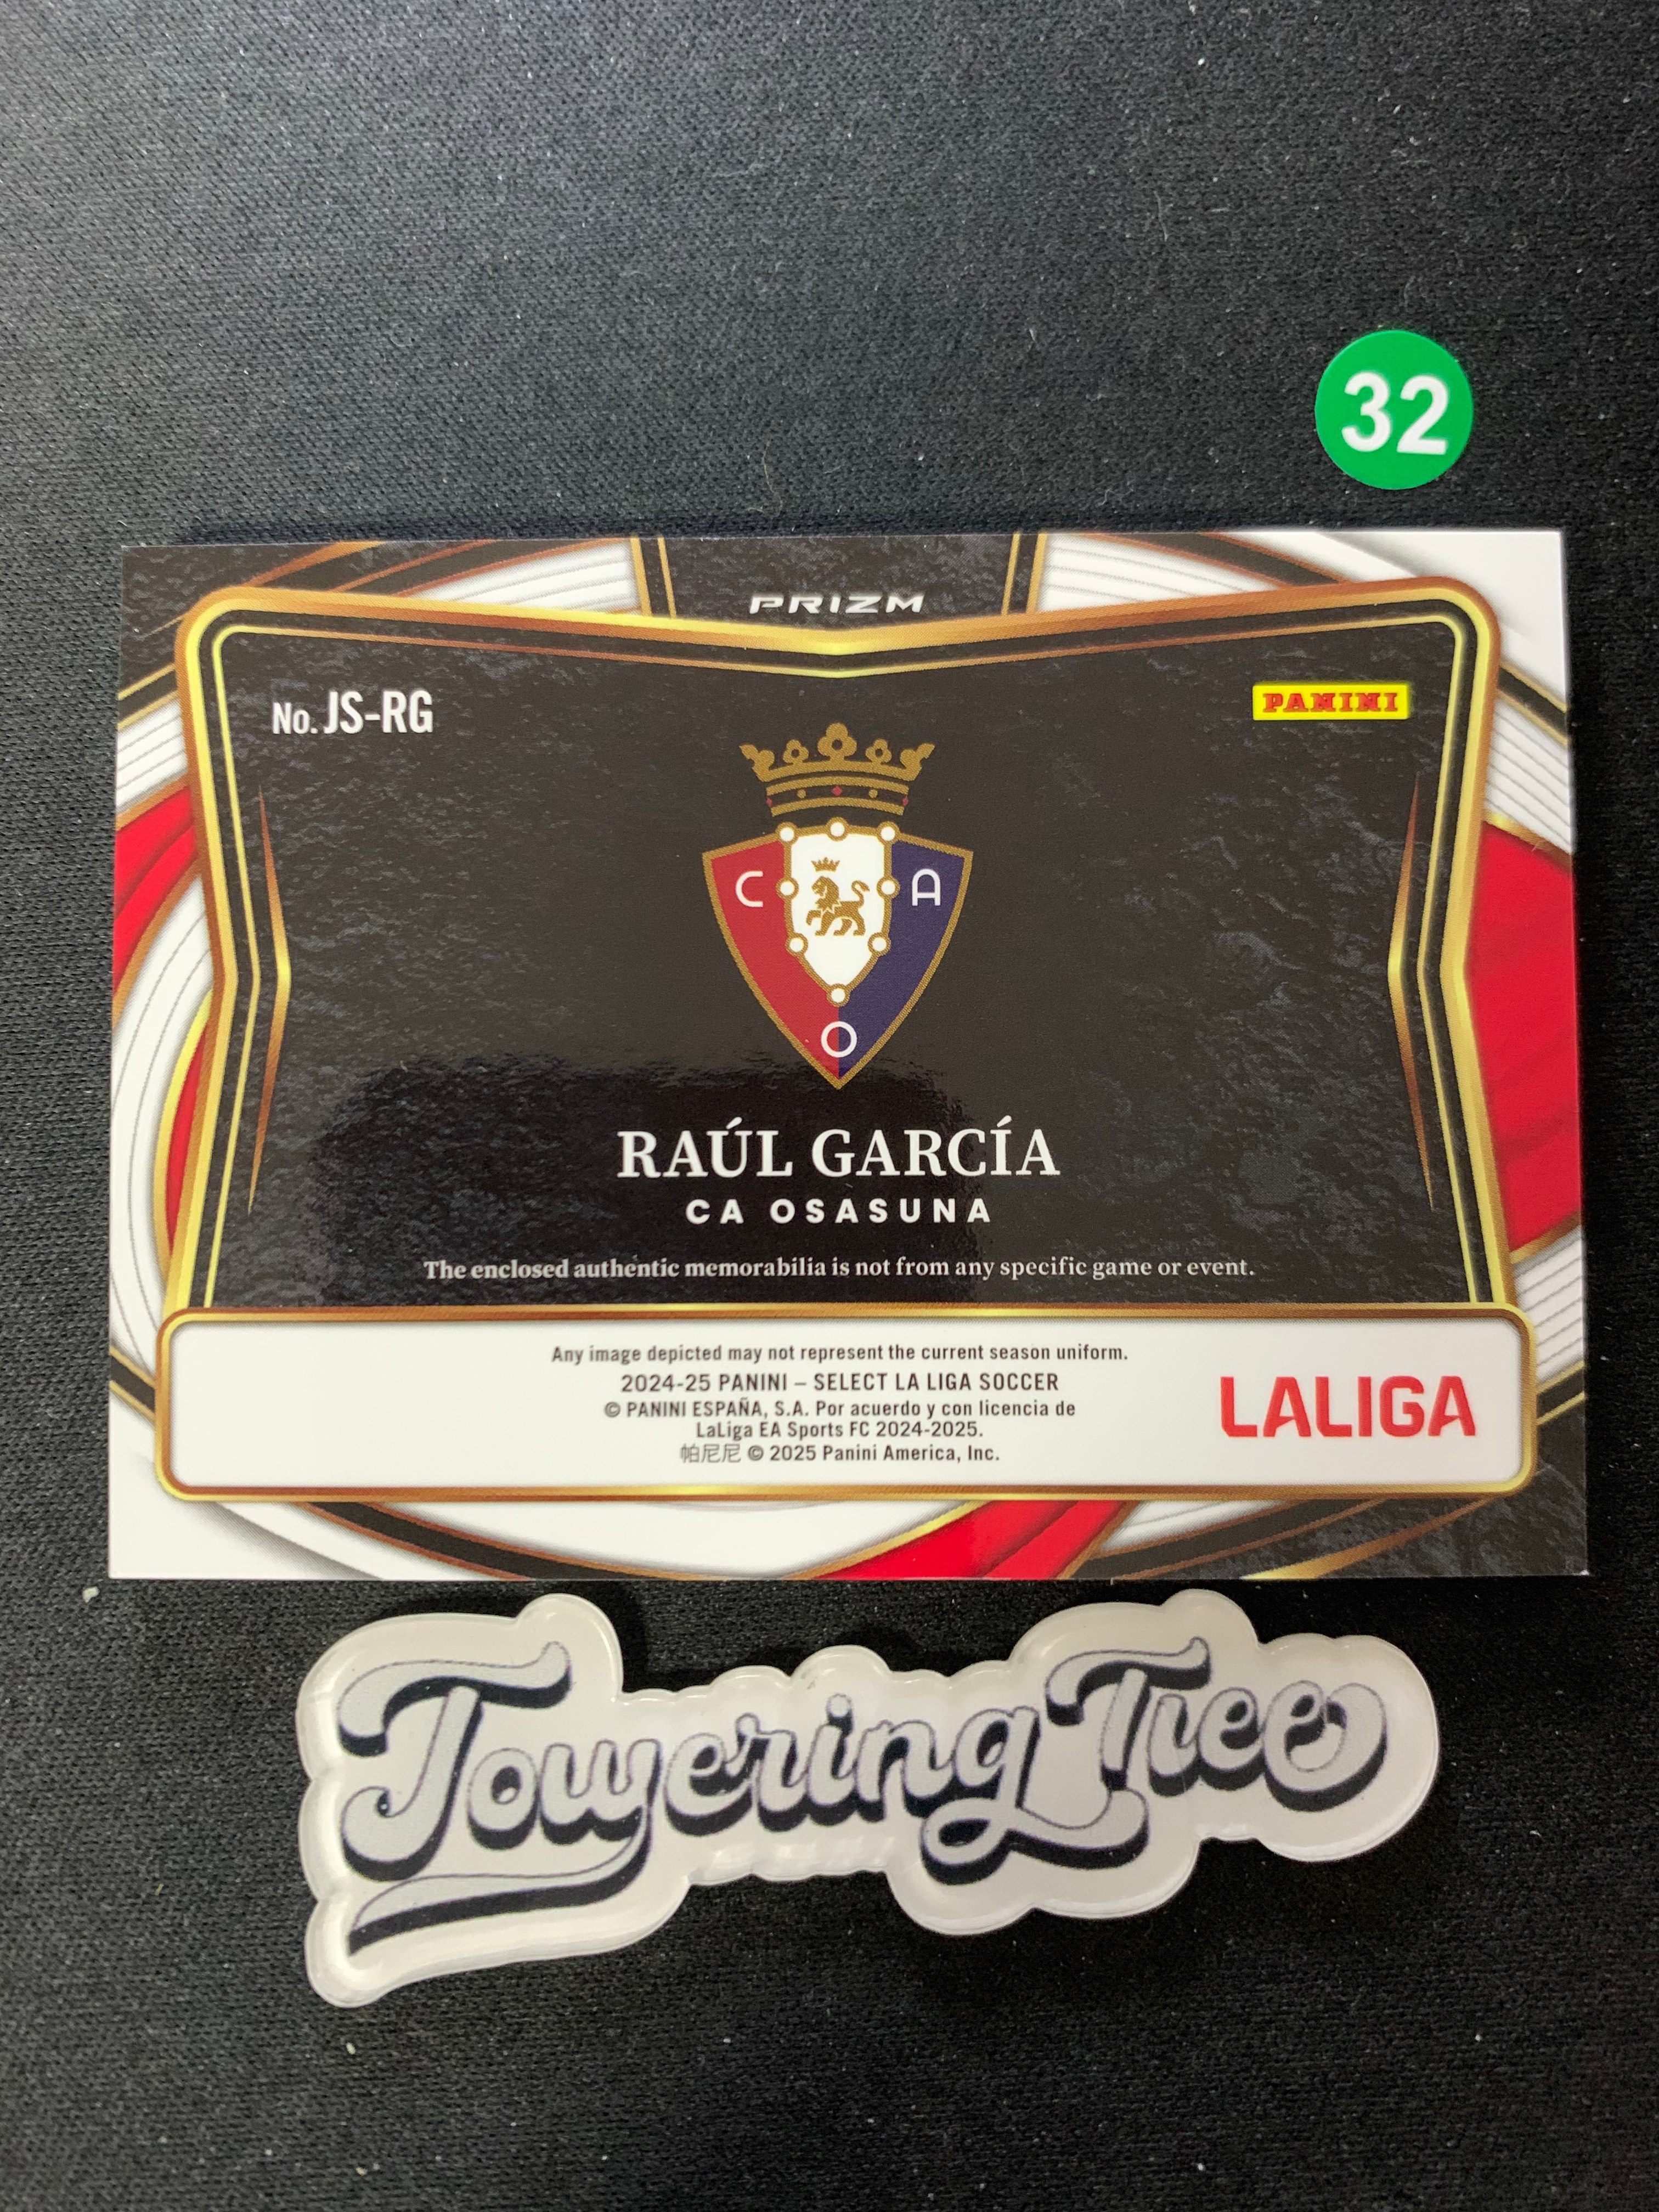 32
PRIZM
No. JS-RG
PANINI
C A
O
RAÚL GARCÍA
CA OSASUNA
The enclosed authentic memorabilia is not from any specific game or event.
Any image depicted may not represent the current season uniform.
2024-25 PANINI – SELECT LA LIGA SOCCER
© PANINI ESPAÑA, S.A. Por acuerdo y con licencia de
LaLiga EA Sports FC 2024-2025.
帕尼尼 © 2025 Panini America, Inc.
LALIGA
Towering Tree